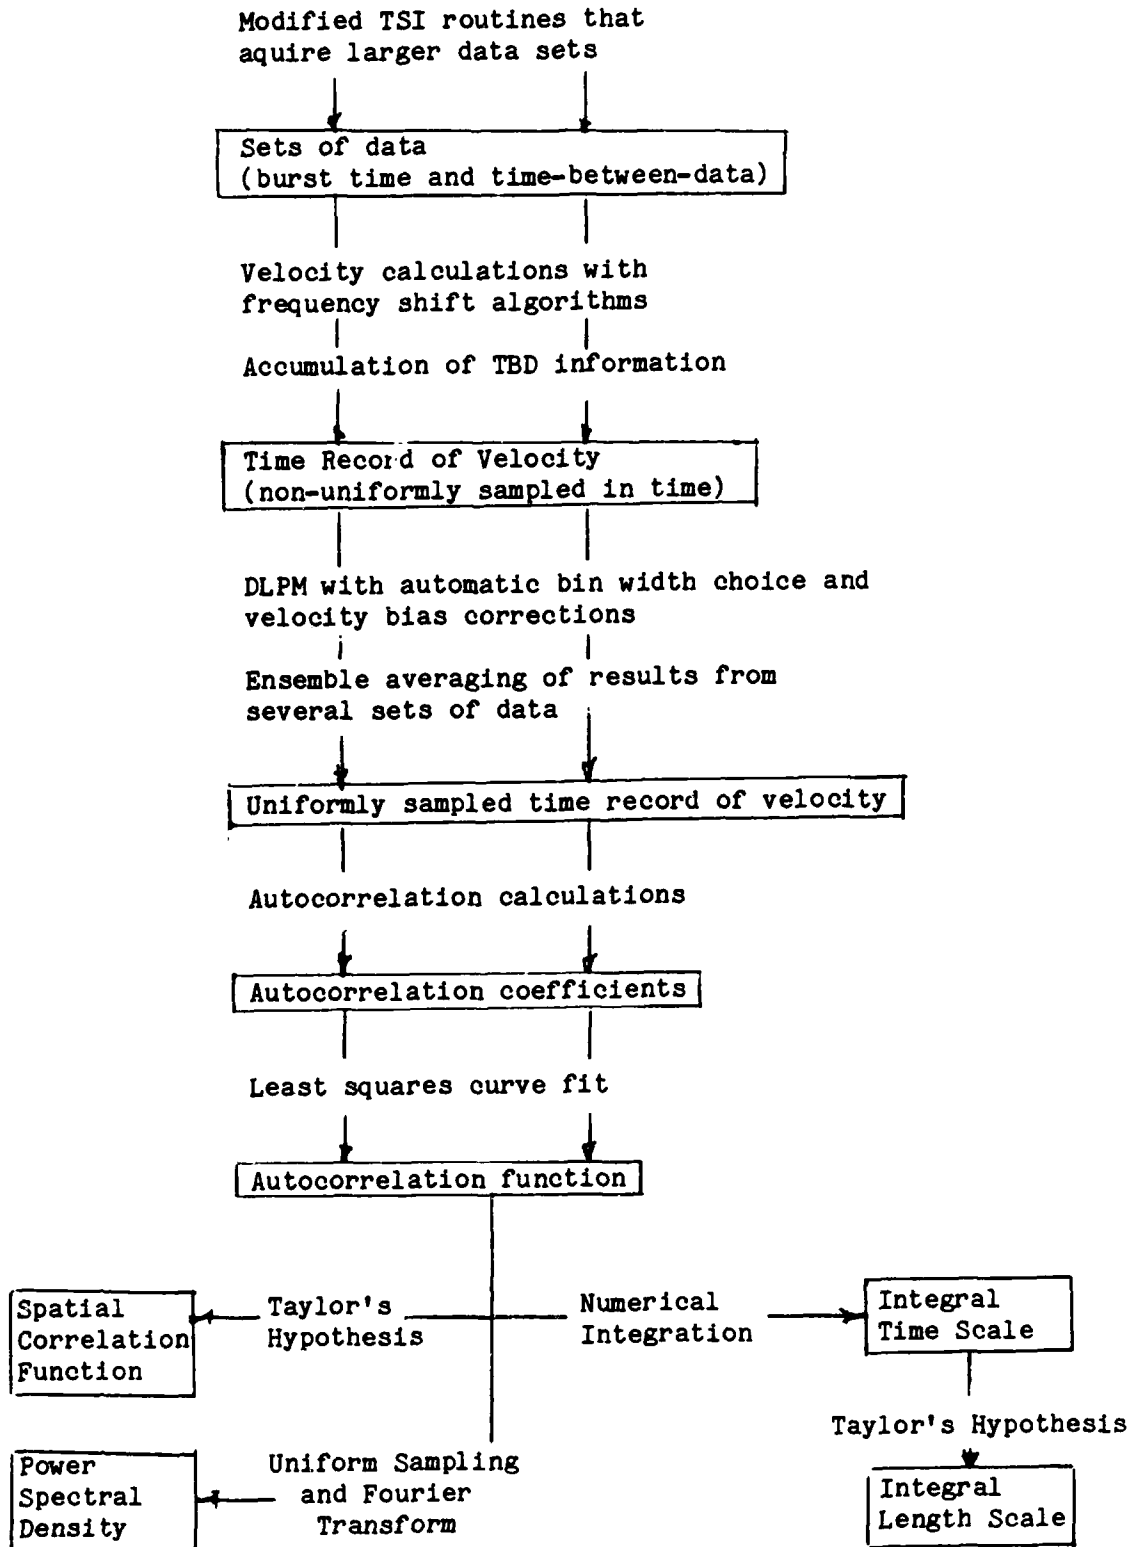 Modified TSI routines that
aquire larger data sets
Sets of data
(burst time and time-between-data)
Velocity calculations with
frequency shift algorithms
Accumulation of TBD information
Time Record of Velocity
(non-uniformly sampled in time)
DLPM with automatic bin width choice and
velocity bias corrections
Ensemble averaging of results from
several sets of data
Uniformly sampled time record of velocity
Autocorrelation calculations
Autocorrelation coefficients
Least squares curve fit
Autocorrelation function
Spatial
Correlation
Function
Taylor's
Hypothesis
Numerical
Integration
Integral
Time Scale
Taylor's Hypothesis
Integral
Length Scale
Power
Spectral
Density
Uniform Sampling
and Fourier
Transform